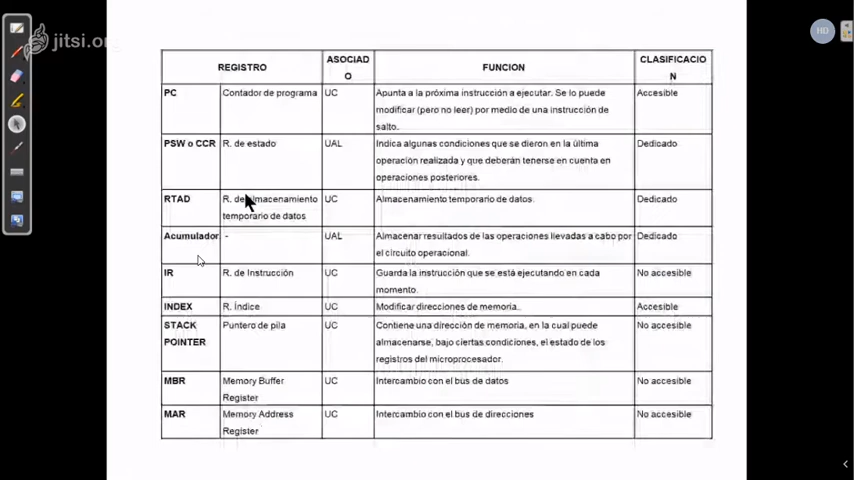 jitsi.org
HD
REGISTRO
ASOCIAD
O
FUNCION
CLASIFICACIO
N
PC
Contador de programa
UC
Apunta a la próxima instrucción a ejecutar. Se lo puede
modificar (pero no leer) por medio de una instrucción de
salto.
Accesible
PSW o CCR
R. de estado
UAL
Indica algunas condiciones que se dieron en la última
operación realizada y que deberán tenerse en cuenta en
operaciones posteriores.
Dedicado
RTAD
R. de almacenamiento
temporario de datos
UC
Almacenamiento temporario de datos.
Dedicado
Acumulador
-
UAL
Almacenar resultados de las operaciones llevadas a cabo por
el circuito operacional.
Dedicado
IR
R. de Instrucción
UC
Guarda la instrucción que se está ejecutando en cada
momento.
No accesible
INDEX
R. Índice
UC
Modificar direcciones de memoria.
Accesible
STACK
POINTER
Puntero de pila
UC
Contiene una dirección de memoria, en la cual puede
almacenarse, bajo ciertas condiciones, el estado de los
registros del microprocesador.
No accesible
MBR
Memory Buffer
Register
UC
Intercambio con el bus de datos
No accesible
MAR
Memory Address
Register
UC
Intercambio con el bus de direcciones
No accesible